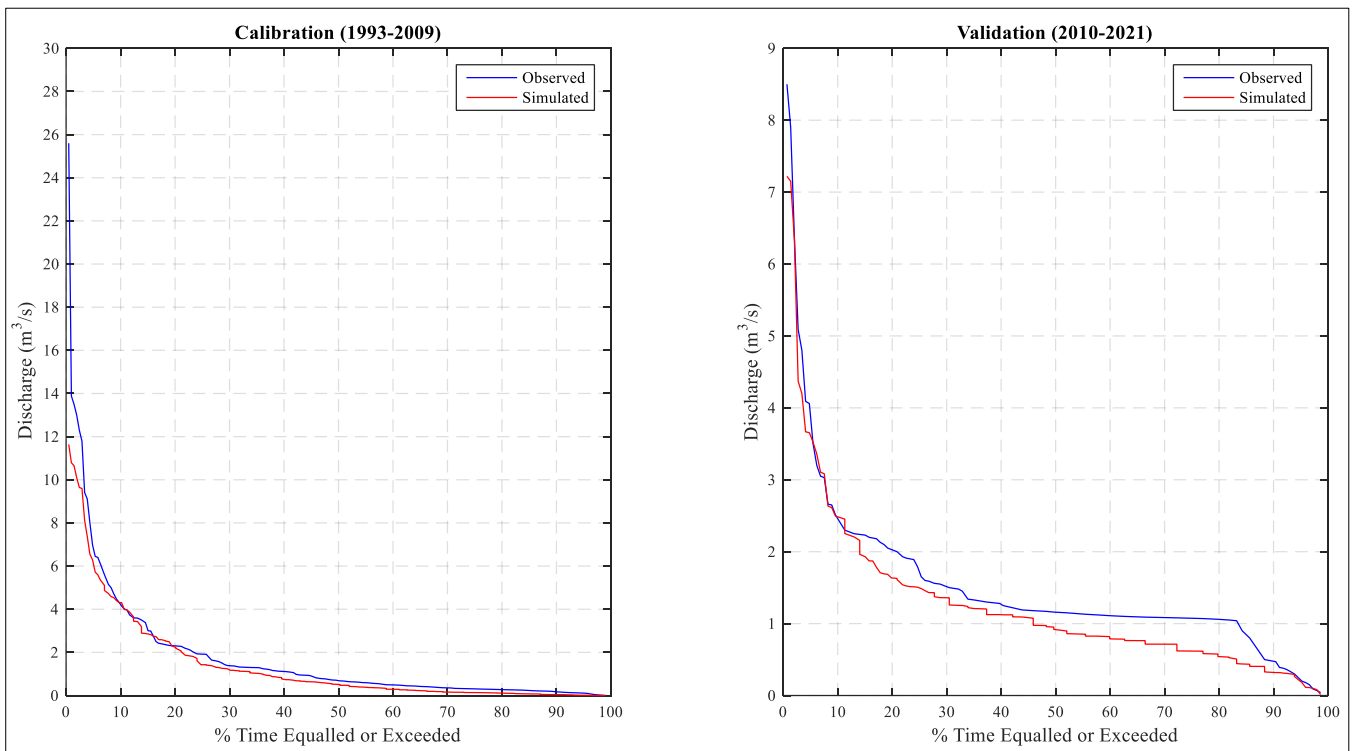 Calibration (1993-2009)
30
28
26
24
22
20
18
16
14
12
10
8
6
4
2
0
Discharge (m³/s)
Observed
Simulated
0 10 20 30 40 50 60 70 80 90 100
% Time Equalled or Exceeded
Validation (2010-2021)
9
8
7
6
5
4
3
2
1
0
Discharge (m³/s)
Observed
Simulated
0 10 20 30 40 50 60 70 80 90 100
% Time Equalled or Exceeded